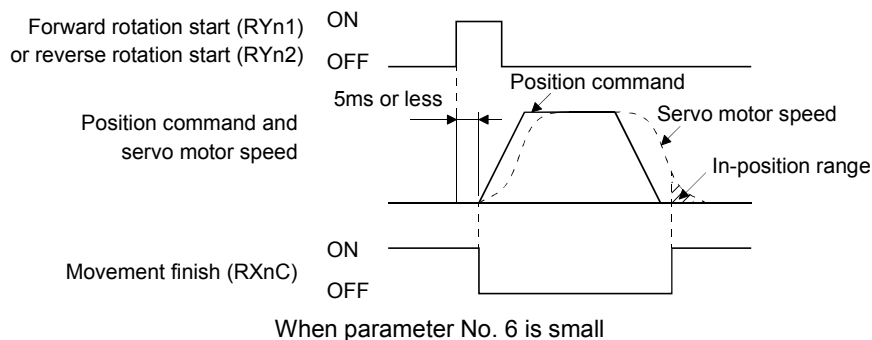 Forward rotation start (RYn1)
or reverse rotation start (RYn2)
ON
OFF
5ms or less
Position command
Servo motor speed
Position command and
servo motor speed
In-position range
Movement finish (RXnC)
ON
OFF
When parameter No. 6 is small